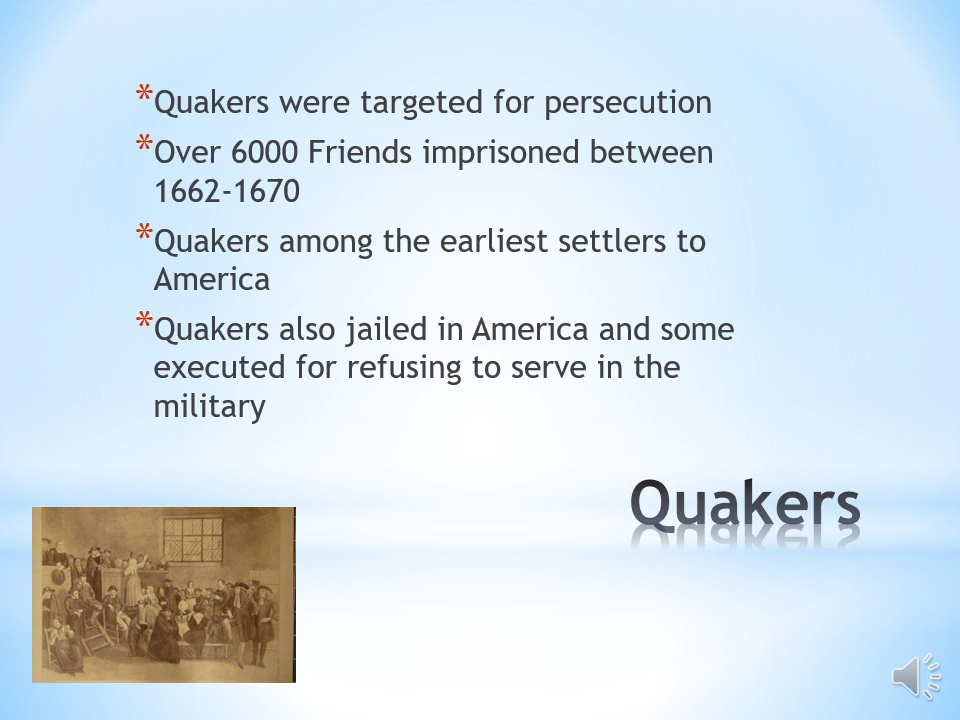 * Quakers were targeted for persecution
* Over 6000 Friends imprisoned between
1662-1670
* Quakers among the earliest settlers to
America
* Quakers also jailed in America and some
executed for refusing to serve in the
military
Quakers